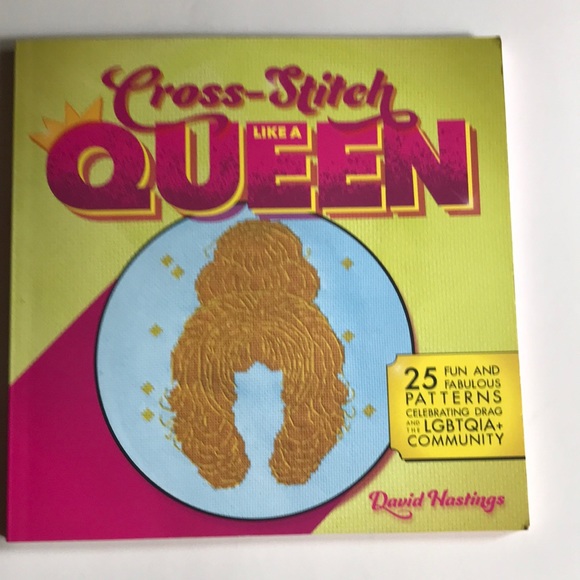 Cross-Stitch
LIKE A
QUEEN
25 FUN AND
FABULOUS
PATTERNS
CELEBRATING DRAG
AND THE LGBTQIA+
COMMUNITY
David Hastings